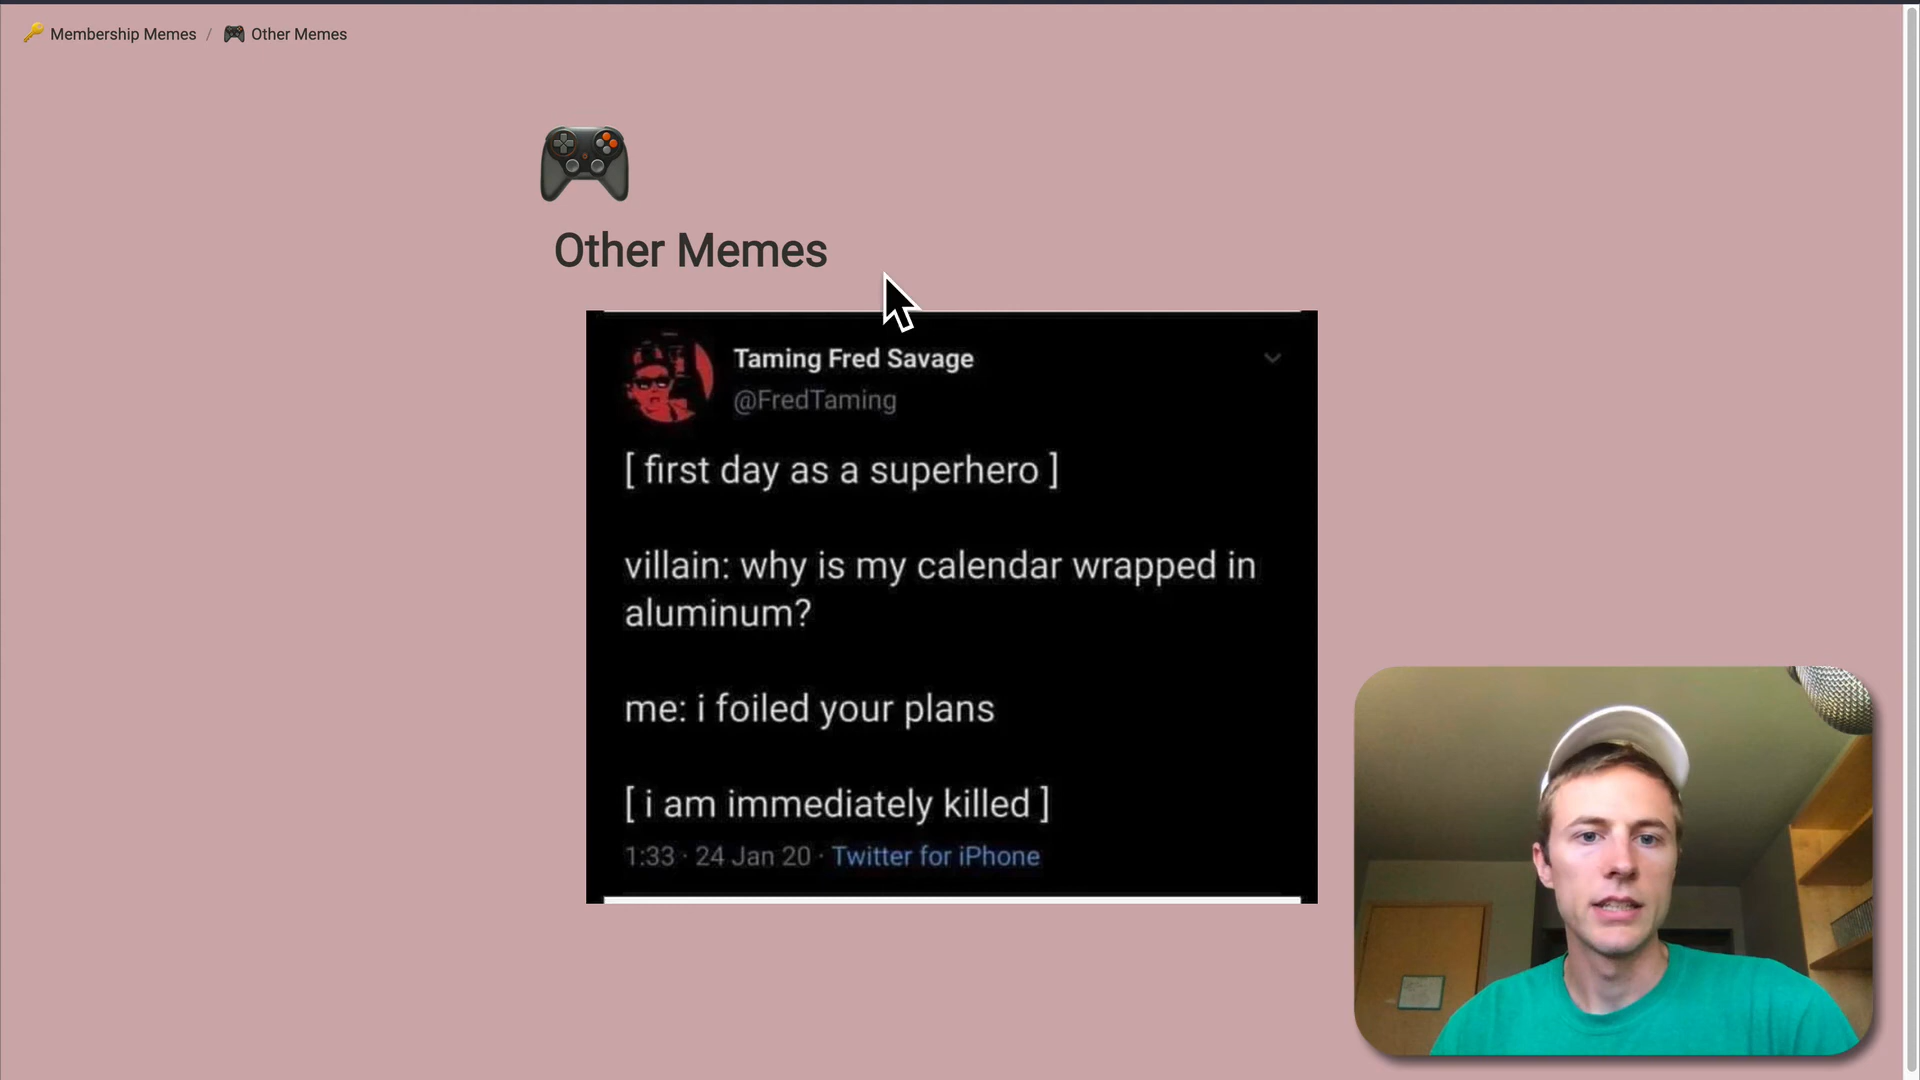 Membership Memes / Other Memes
Other Memes
Taming Fred Savage
@FredTaming
[ first day as a superhero ]
villain: why is my calendar wrapped in
aluminum?
me: i foiled your plans
[ i am immediately killed ]
1:33 · 24 Jan 20 · Twitter for iPhone